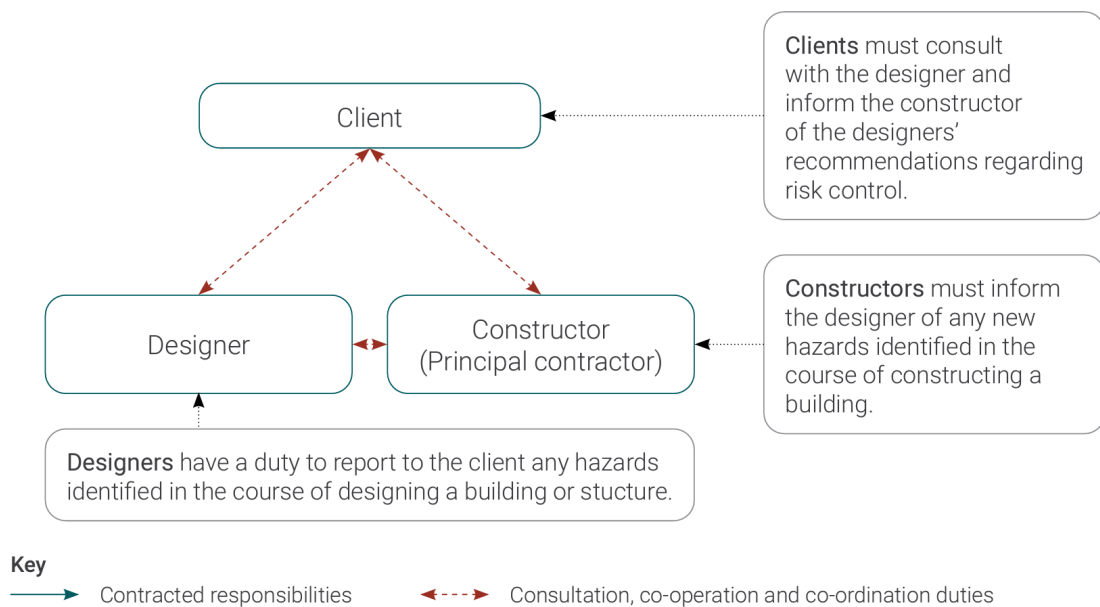 Clients must consult
with the designer and
inform the constructor
of the designers’
recommendations regarding
risk control.
Client
Constructors must inform
the designer of any new
hazards identified in the
course of constructing a
building.
Designer
Constructor
(Principal contractor)
Designers have a duty to report to the client any hazards
identified in the course of designing a building or stucture.
Key
Contracted responsibilities
Consultation, co-operation and co-ordination duties